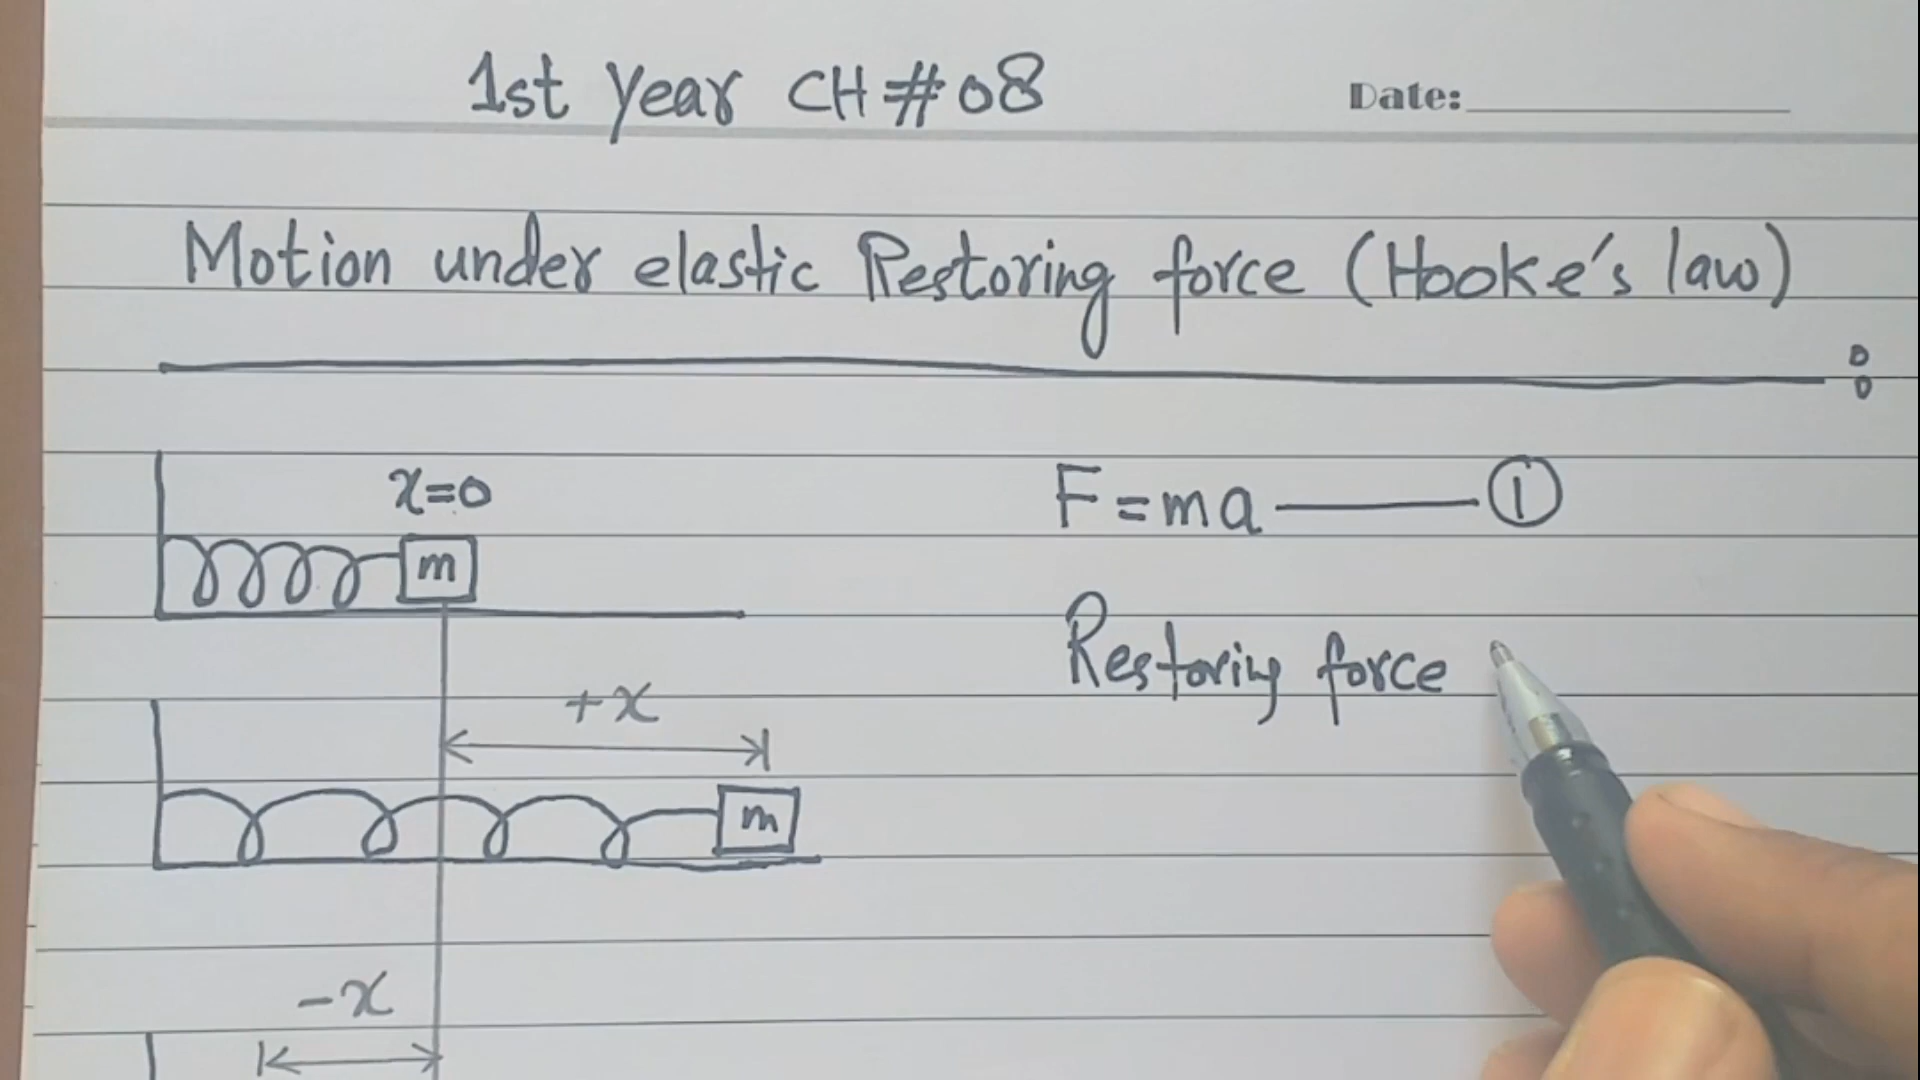 1st Year CH#08
Date:
Motion under elastic Restoring force (Hooke's law)
x=0
m
F=ma ——— ①
Restoring force
+x
m
-x